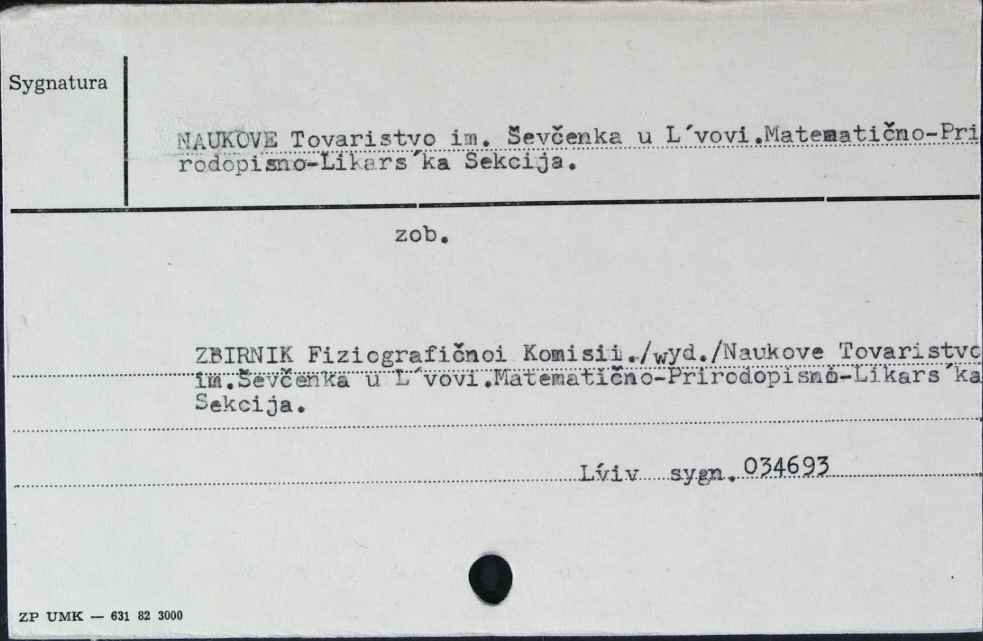 Sygnatura
NAUKOVE Tovaristvo im. Ševčenka u L´vovi.Matematično-Pri
rodopisno-Likars´ka Sekcija.
zob.
ZBIRNIK Fiziografičnoi Komisii./wyd./Naukove Tovaristvo
im.Ševčenka u L´vovi.Matematično-Prirodopisno-Likars´ka
Sekcija.
L´viv sygn. 034693
ZP UMK — 631 82 3000